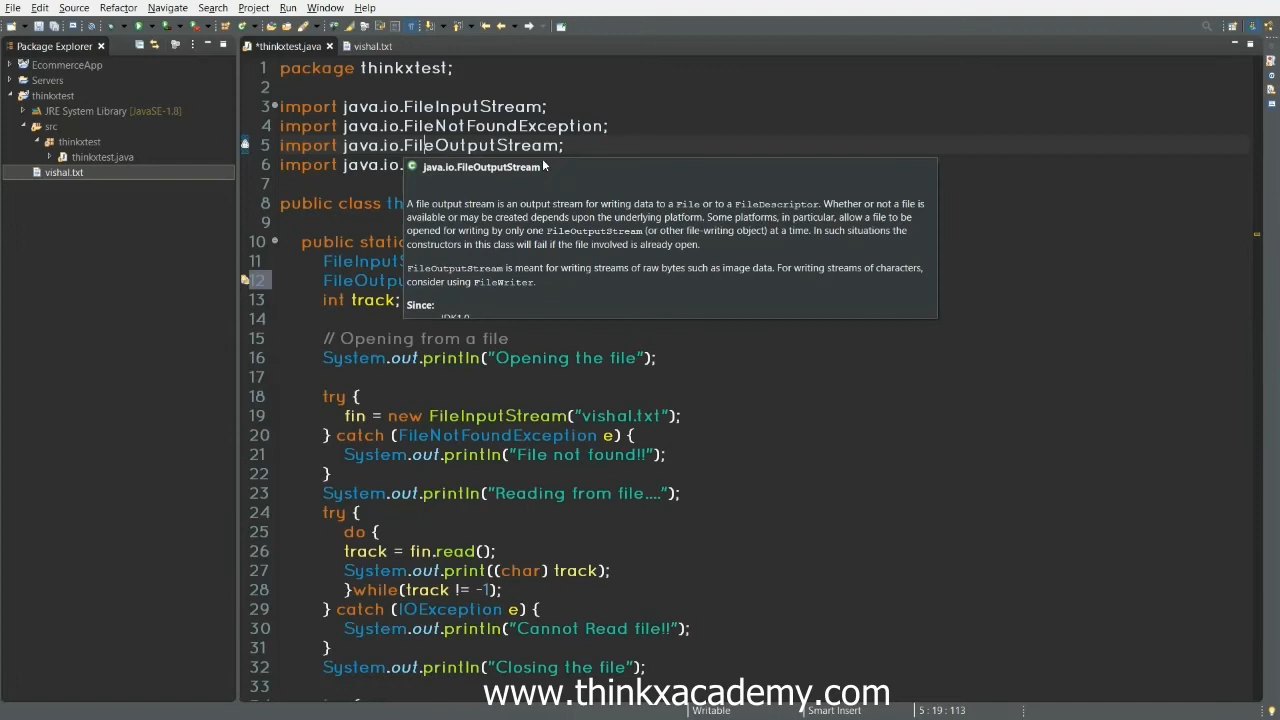 File Edit Source Refactor Navigate Search Project Run Window Help
Package Explorer
*thinkxtest.java
vishal.txt
EcommerceApp
Servers
thinkxtest
JRE System Library [JavaSE-1.8]
src
thinkxtest
thinkxtest.java
vishal.txt
1 package thinkxtest;
2
3 import java.io.FileInputStream;
4 import java.io.FileNotFoundException;
5 import java.io.FileOutputStream;
6 import java.io.
7
8 public class th
9
10 public static
11 FileInputS
12 FileOutpu
13 int track;
14
15 // Opening from a file
16 System.out.println("Opening the file");
17
18 try {
19 fin = new FileInputStream("vishal.txt");
20 } catch (FileNotFoundException e) {
21 System.out.println("File not found!!");
22 }
23 System.out.println("Reading from file....");
24 try {
25 do {
26 track = fin.read();
27 System.out.print((char) track);
28 }while(track != -1);
29 } catch (IOException e) {
30 System.out.println("Cannot Read file!!");
31 }
32 System.out.println("Closing the file");
33
java.io.FileOutputStream
A file output stream is an output stream for writing data to a File or to a FileDescriptor. Whether or not a file is
available or may be created depends upon the underlying platform. Some platforms, in particular, allow a file to be
opened for writing by only one FileOutputStream (or other file-writing object) at a time. In such situations the
constructors in this class will fail if the file involved is already open.
FileOutputStream is meant for writing streams of raw bytes such as image data. For writing streams of characters,
consider using FileWriter.
Since:
JDK1.0
www.thinkxacademy.com
Writable
Smart Insert
5 : 19 : 113